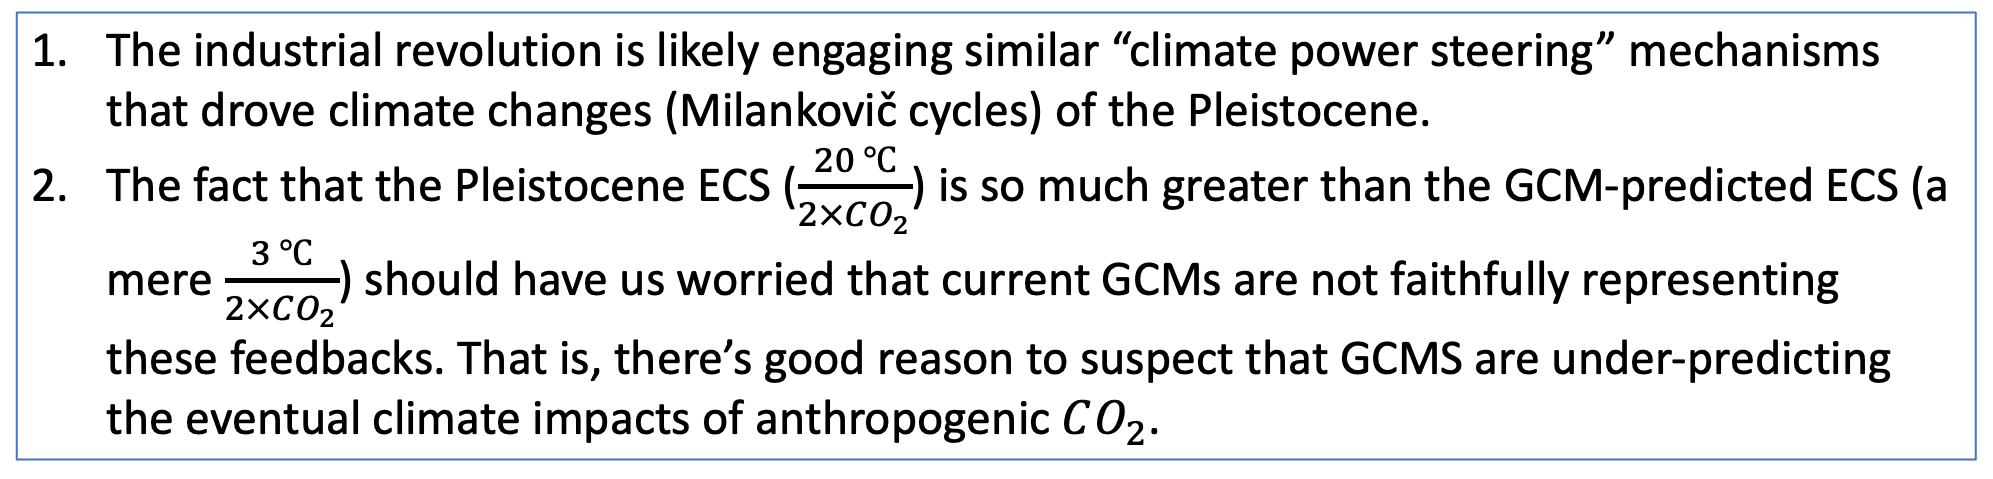 1. The industrial revolution is likely engaging similar “climate power steering” mechanisms
that drove climate changes (Milankovič cycles) of the Pleistocene.
2. The fact that the Pleistocene ECS (20 °C/2×CO₂) is so much greater than the GCM-predicted ECS (a
mere 3 °C/2×CO₂) should have us worried that current GCMs are not faithfully representing
these feedbacks. That is, there’s good reason to suspect that GCMS are under-predicting
the eventual climate impacts of anthropogenic CO₂.